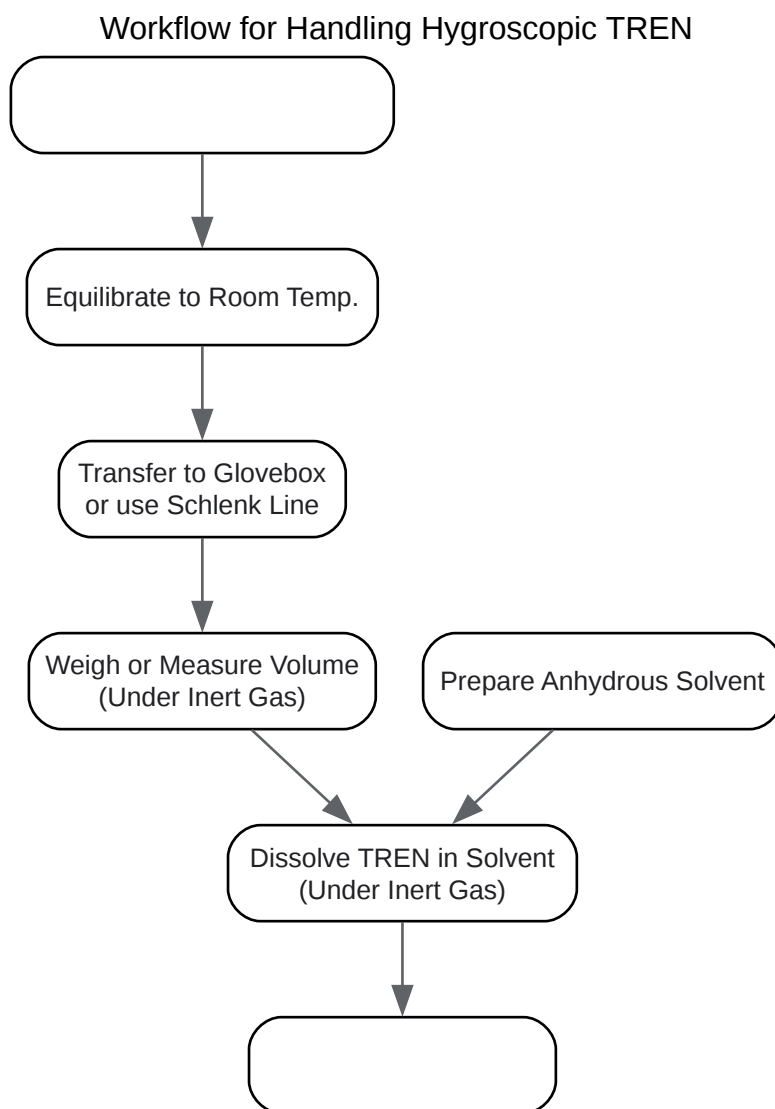 Workflow for Handling Hygroscopic TREN
Equilibrate to Room Temp.
Transfer to Glovebox
or use Schlenk Line
Weigh or Measure Volume
(Under Inert Gas)
Prepare Anhydrous Solvent
Dissolve TREN in Solvent
(Under Inert Gas)